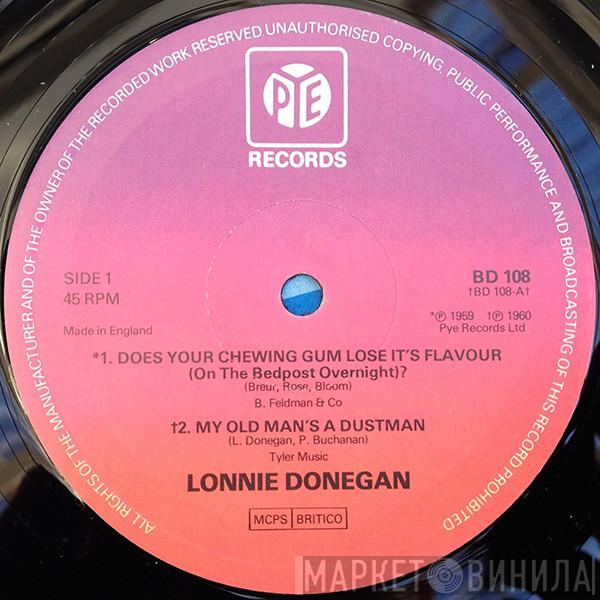 ALL RIGHTS OF THE MANUFACTURER AND OF THE OWNER OF THE RECORDED WORK RESERVED UNAUTHORISED COPYING, PUBLIC PERFORMANCE AND BROADCASTING OF THIS RECORD PROHIBITED
PYE
RECORDS
SIDE 1
45 RPM
BD 108
†BD 108-A†
Made in England
*℗ 1959 †℗ 1960
Pye Records Ltd
*1. DOES YOUR CHEWING GUM LOSE IT'S FLAVOUR
(On The Bedpost Overnight)?
(Breur, Rose, Bloom)
B. Feldman & Co
†2. MY OLD MAN'S A DUSTMAN
(L. Donegan, P. Buchanan)
Tyler Music
LONNIE DONEGAN
MCPS BRITICO
МАРКЕТ ВИНИЛА